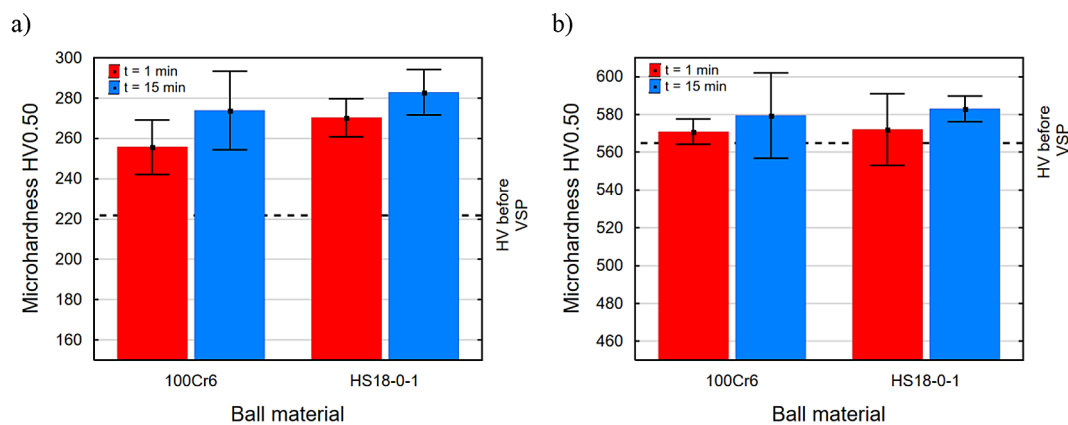 a)
Microhardness HV0.50
300
280
260
240
220
200
180
160
t = 1 min
t = 15 min
HV before
VSP
100Cr6
HS18-0-1
Ball material
b)
Microhardness HV0.50
600
580
560
540
520
500
480
460
t = 1 min
t = 15 min
HV before
VSP
100Cr6
HS18-0-1
Ball material